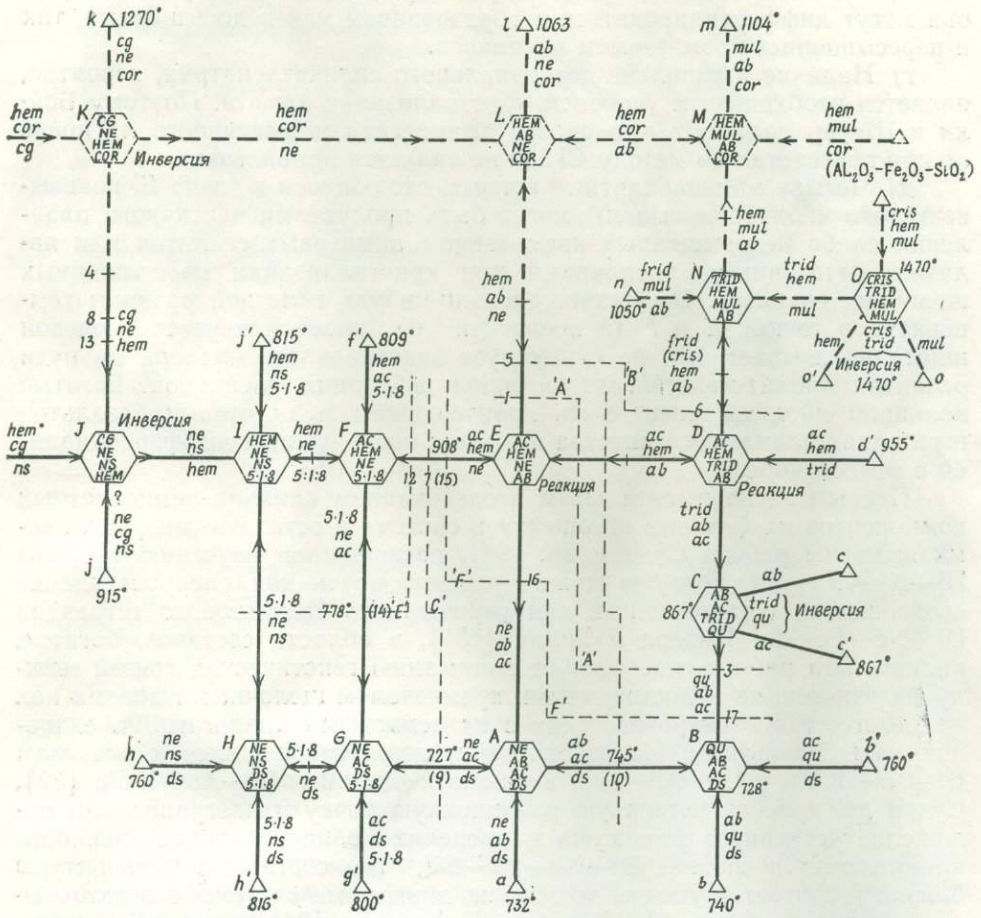 k 1270°
cg
ne
cor
l 1063
ab
ne
cor
m 1104°
mul
ab
cor
hem
cor
cg
K
CG
NE
HEM
COR
Инверсия
hem
cor
ne
L
HEM
AB
NE
COR
hem
cor
ab
M
HEM
MUL
AB
COR
hem
mul
cor
(AL₂O₃-Fe₂O₃-SiO₂)
cris
hem
mul
4
8
13
cg
ne
hem
hem
ab
ne
hem
mul
ab
n
1050°
frid
mul
ab
N
TRID
HEM
MUL
AB
trid
hem
mul
O
1470°
CRIS
TRID
HEM
MUL
cris
trid
hem
mul
Инверсия
o'
1470°
o
j' 815°
hem
ns
5·1·8
f 809°
hem
ac
5·1·8
5
1
'A'
'B'
frid
(cris)
hem
ab
6
hem*
cg
ns
J
Инверсия
CG
NE
NS
HEM
?
ne
ns
hem
I
HEM
NE
NS
5·1·8
hem
ne
5·1·8
F
AC
HEM
NE
5·1·8
908°
ac
hem
ne
12
7 (15)
E
AC
HEM
NE
AB
Реакция
ac
hem
ab
D
AC
HEM
TRID
AB
Реакция
ac
hem
trid
d' 955°
ne
cg
ns
j
915°
5·1·8
ne
ac
trid
ab
ac
5·1·8
ne
ns
778°
(14)
'E'
'C'
'F'
16
C
867°
AB
AC
TRID
QU
ab
trid
qu
ac
Инверсия
c'
c
867°
ne
ab
ac
'A'
3
qu
ab
ac
'F'
17
h
760°
ne
ns
ds
H
NE
NS
DS
5·1·8
5·1·8
ne
ds
G
NE
AC
DS
5·1·8
727°
(9)
ne
ac
ds
A
NE
AB
AC
DS
ab
ac
ds
745°
(10)
B
QU
AB
AC
DS
728°
ac
qu
ds
b'
760°
5·1·8
ns
ds
h'
816°
ac
ds
5·1·8
g'
800°
ne
ab
ds
732°
ab
qu
ds
b
740°